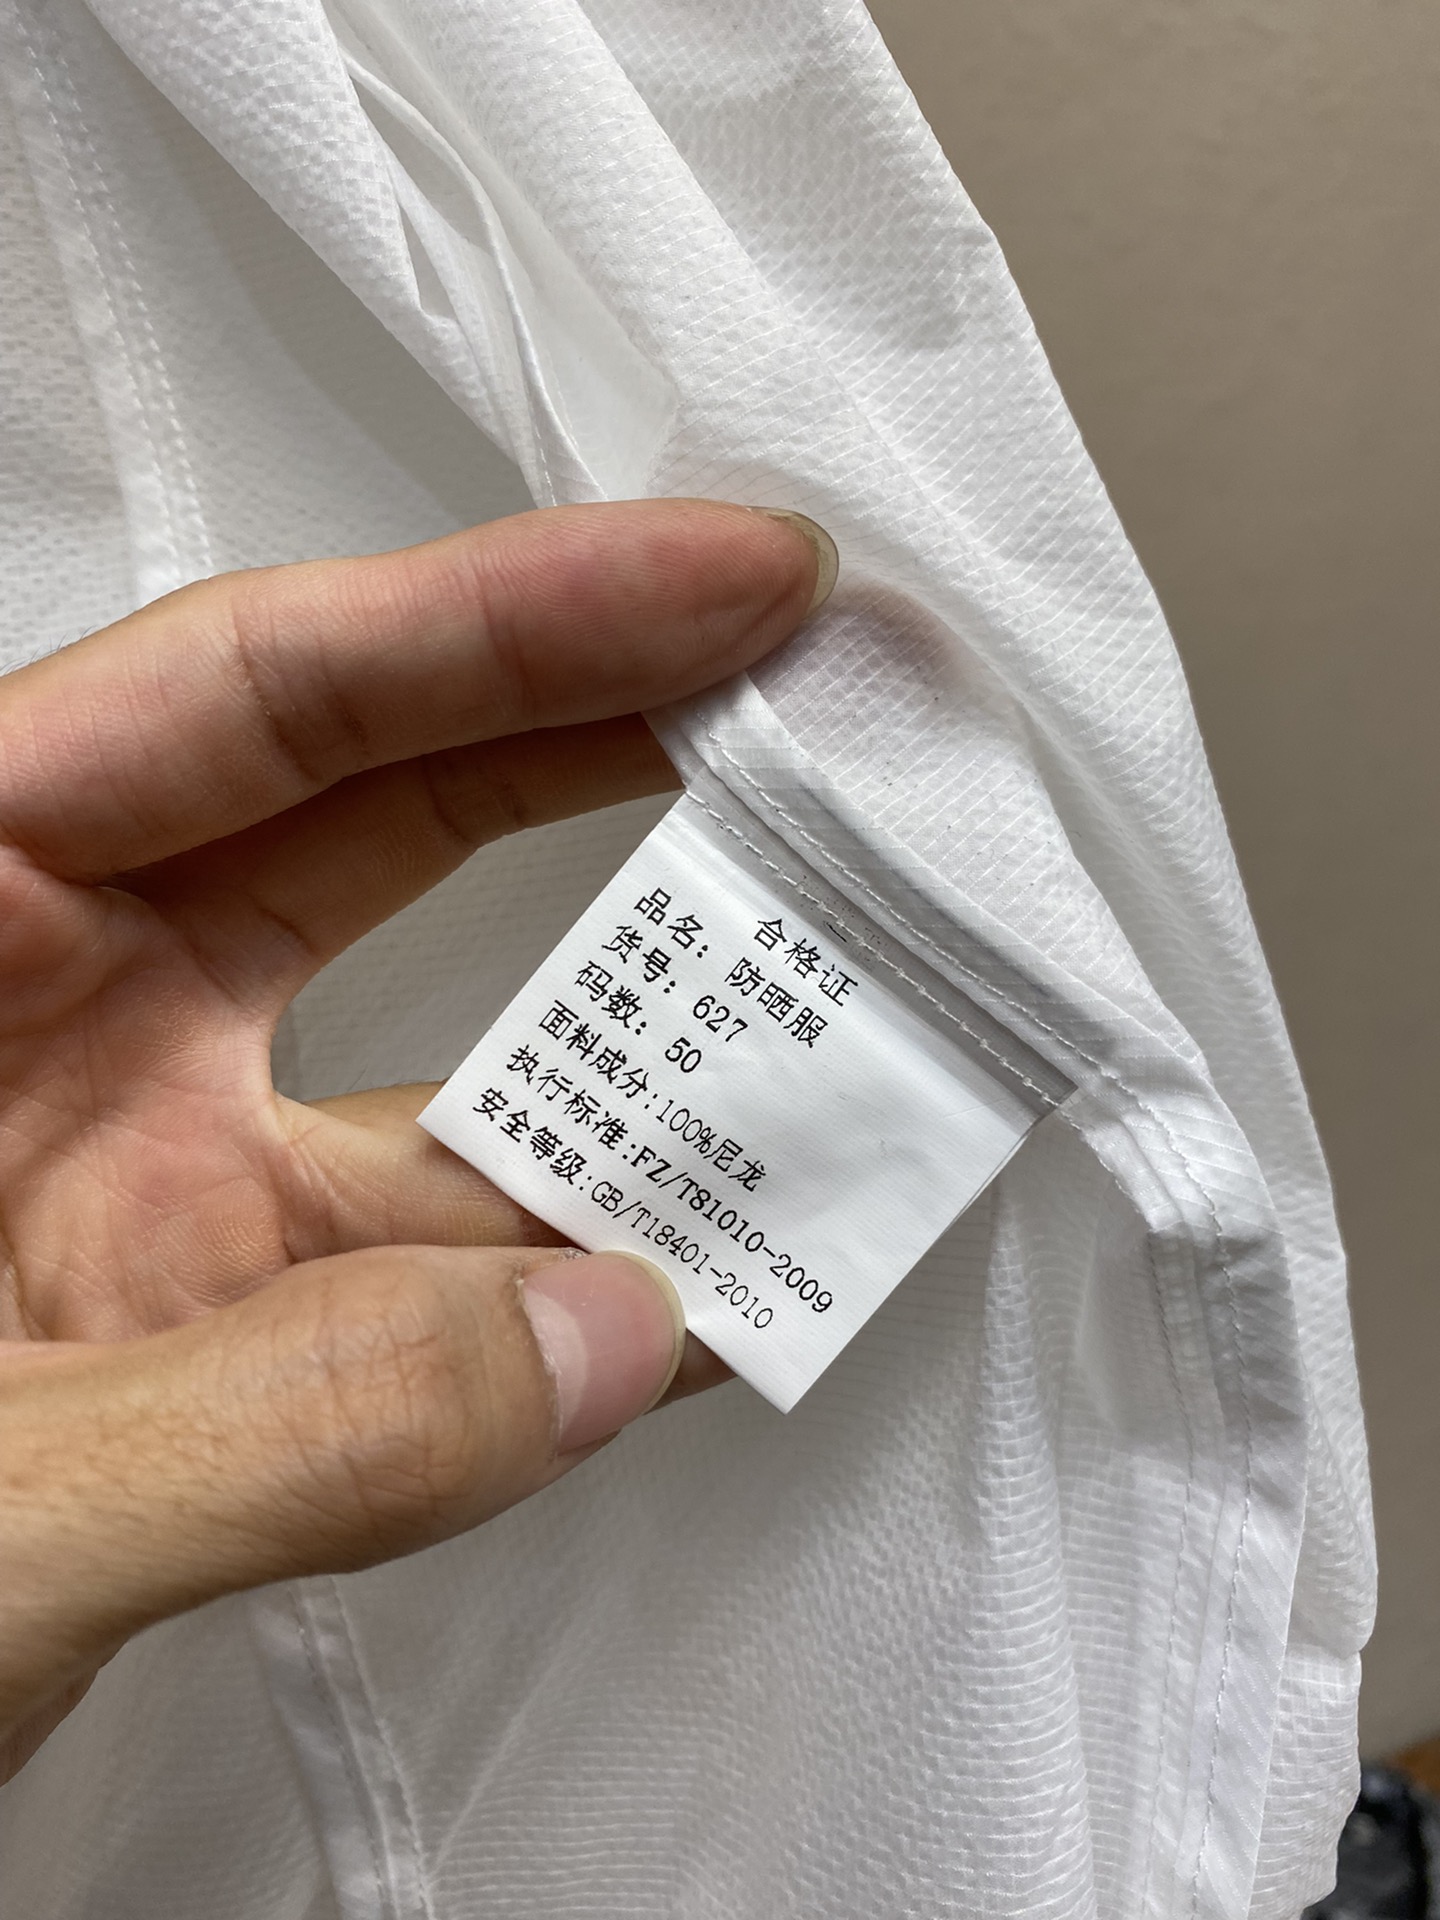 合格证
品名: 防晒服
货号: 627
码数: 50
面料成分:100%尼龙
执行标准:FZ/T81010-2009
安全等级:GB/T18401-2010